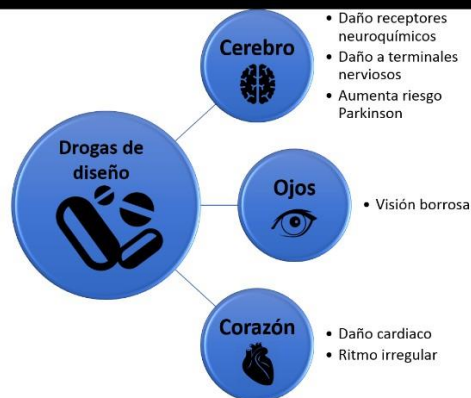 Drogas de
diseño
Cerebro
• Daño receptores
neuroquímicos
• Daño a terminales
nerviosos
• Aumenta riesgo
Parkinson
Ojos
• Visión borrosa
Corazón
• Daño cardiaco
• Ritmo irregular